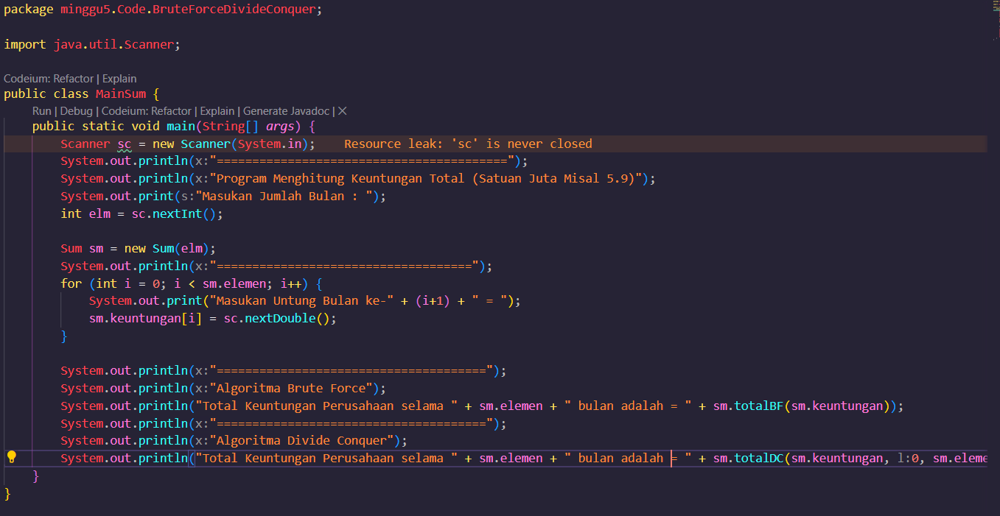 package minggu5.Code.BruteForceDivideConquer;
import java.util.Scanner;
Codeium: Refactor | Explain
public class MainSum {
Run | Debug | Codeium: Refactor | Explain | Generate Javadoc | ×
public static void main(String[] args) {
Scanner sc = new Scanner(System.in);    Resource leak: 'sc' is never closed
System.out.println(x:"=========================================");
System.out.println(x:"Program Menghitung Keuntungan Total (Satuan Juta Misal 5.9)");
System.out.print(s:"Masukan Jumlah Bulan : ");
int elm = sc.nextInt();
Sum sm = new Sum(elm);
System.out.println(x:"====================================");
for (int i = 0; i < sm.elemen; i++) {
System.out.print("Masukan Untung Bulan ke-" + (i+1) + " = ");
sm.keuntungan[i] = sc.nextDouble();
}
System.out.println(x:"======================================");
System.out.println(x:"Algoritma Brute Force");
System.out.println("Total Keuntungan Perusahaan selama " + sm.elemen + " bulan adalah = " + sm.totalBF(sm.keuntungan));
System.out.println(x:"======================================");
System.out.println(x:"Algoritma Divide Conquer");
System.out.println("Total Keuntungan Perusahaan selama " + sm.elemen + " bulan adalah = " + sm.totalDC(sm.keuntungan, l:0, sm.eleme
}
}